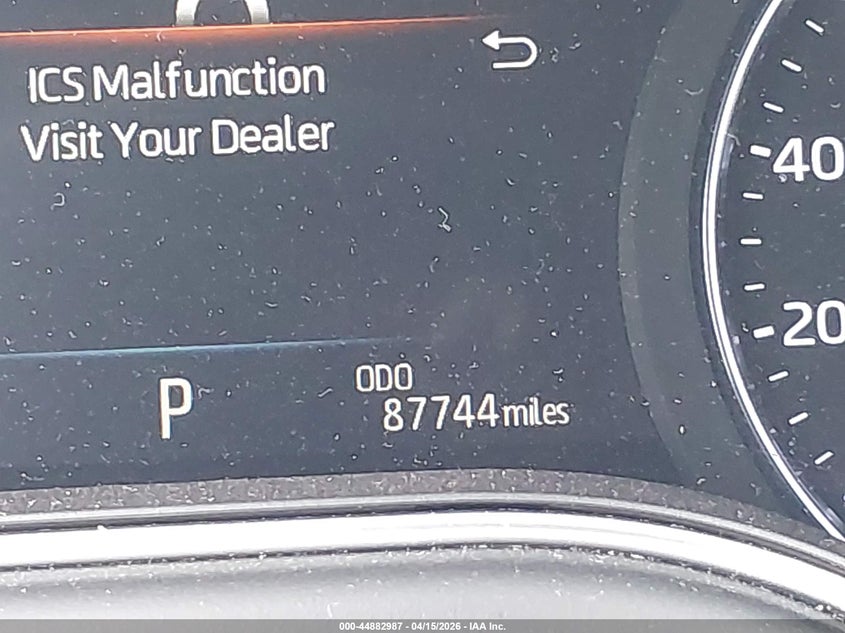 ICS Malfunction
Visit Your Dealer
40
20
P
ODO
87744 miles
000-44882987 - 04/15/2026 - IAA Inc.